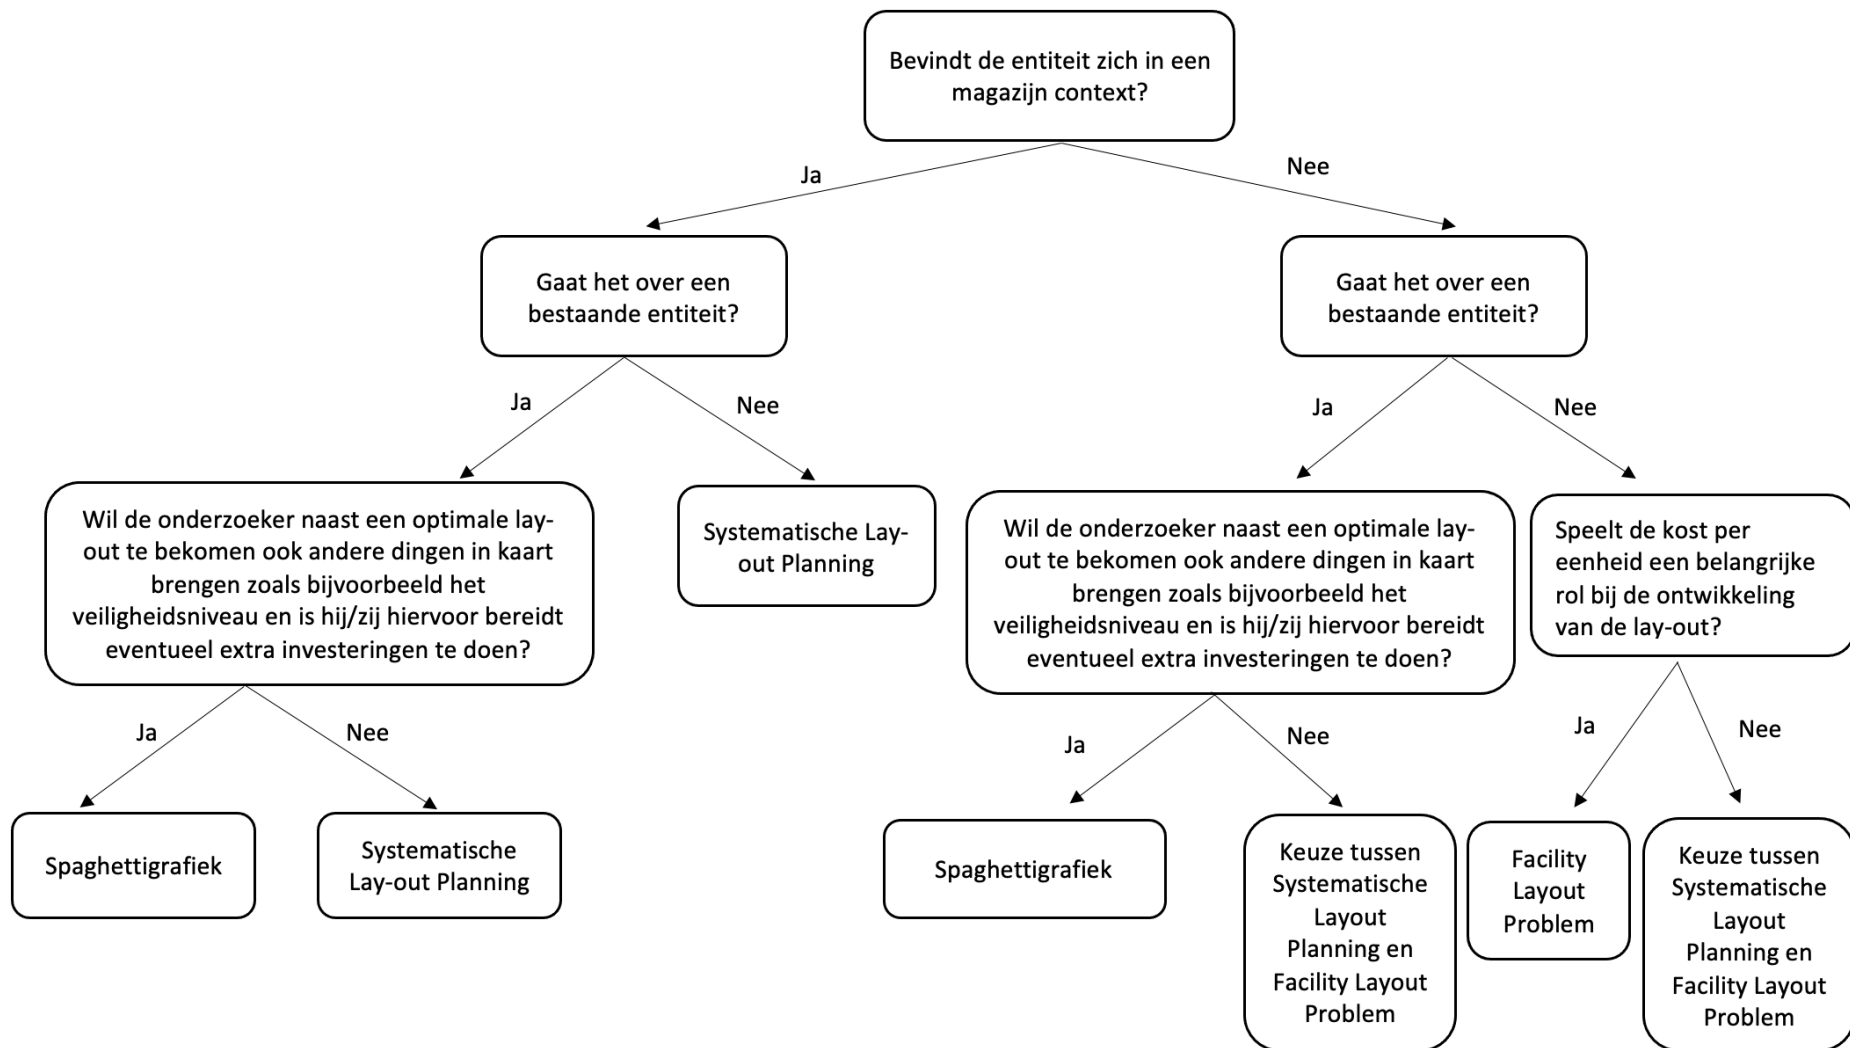 Bevindt de entiteit zich in een
magazijn context?
Ja
Nee
Gaat het over een
bestaande entiteit?
Gaat het over een
bestaande entiteit?
Ja
Nee
Ja
Nee
Wil de onderzoeker naast een optimale lay-
out te bekomen ook andere dingen in kaart
brengen zoals bijvoorbeeld het
veiligheidsniveau en is hij/zij hiervoor bereidt
eventueel extra investeringen te doen?
Systematische Lay-
out Planning
Wil de onderzoeker naast een optimale lay-
out te bekomen ook andere dingen in kaart
brengen zoals bijvoorbeeld het
veiligheidsniveau en is hij/zij hiervoor bereidt
eventueel extra investeringen te doen?
Speelt de kost per
eenheid een belangrijke
rol bij de ontwikkeling
van de lay-out?
Ja
Nee
Ja
Nee
Ja
Nee
Spaghettigrafiek
Systematische
Lay-out Planning
Spaghettigrafiek
Keuze tussen
Systematische
Layout
Planning en
Facility Layout
Problem
Facility
Layout
Problem
Keuze tussen
Systematische
Layout
Planning en
Facility Layout
Problem